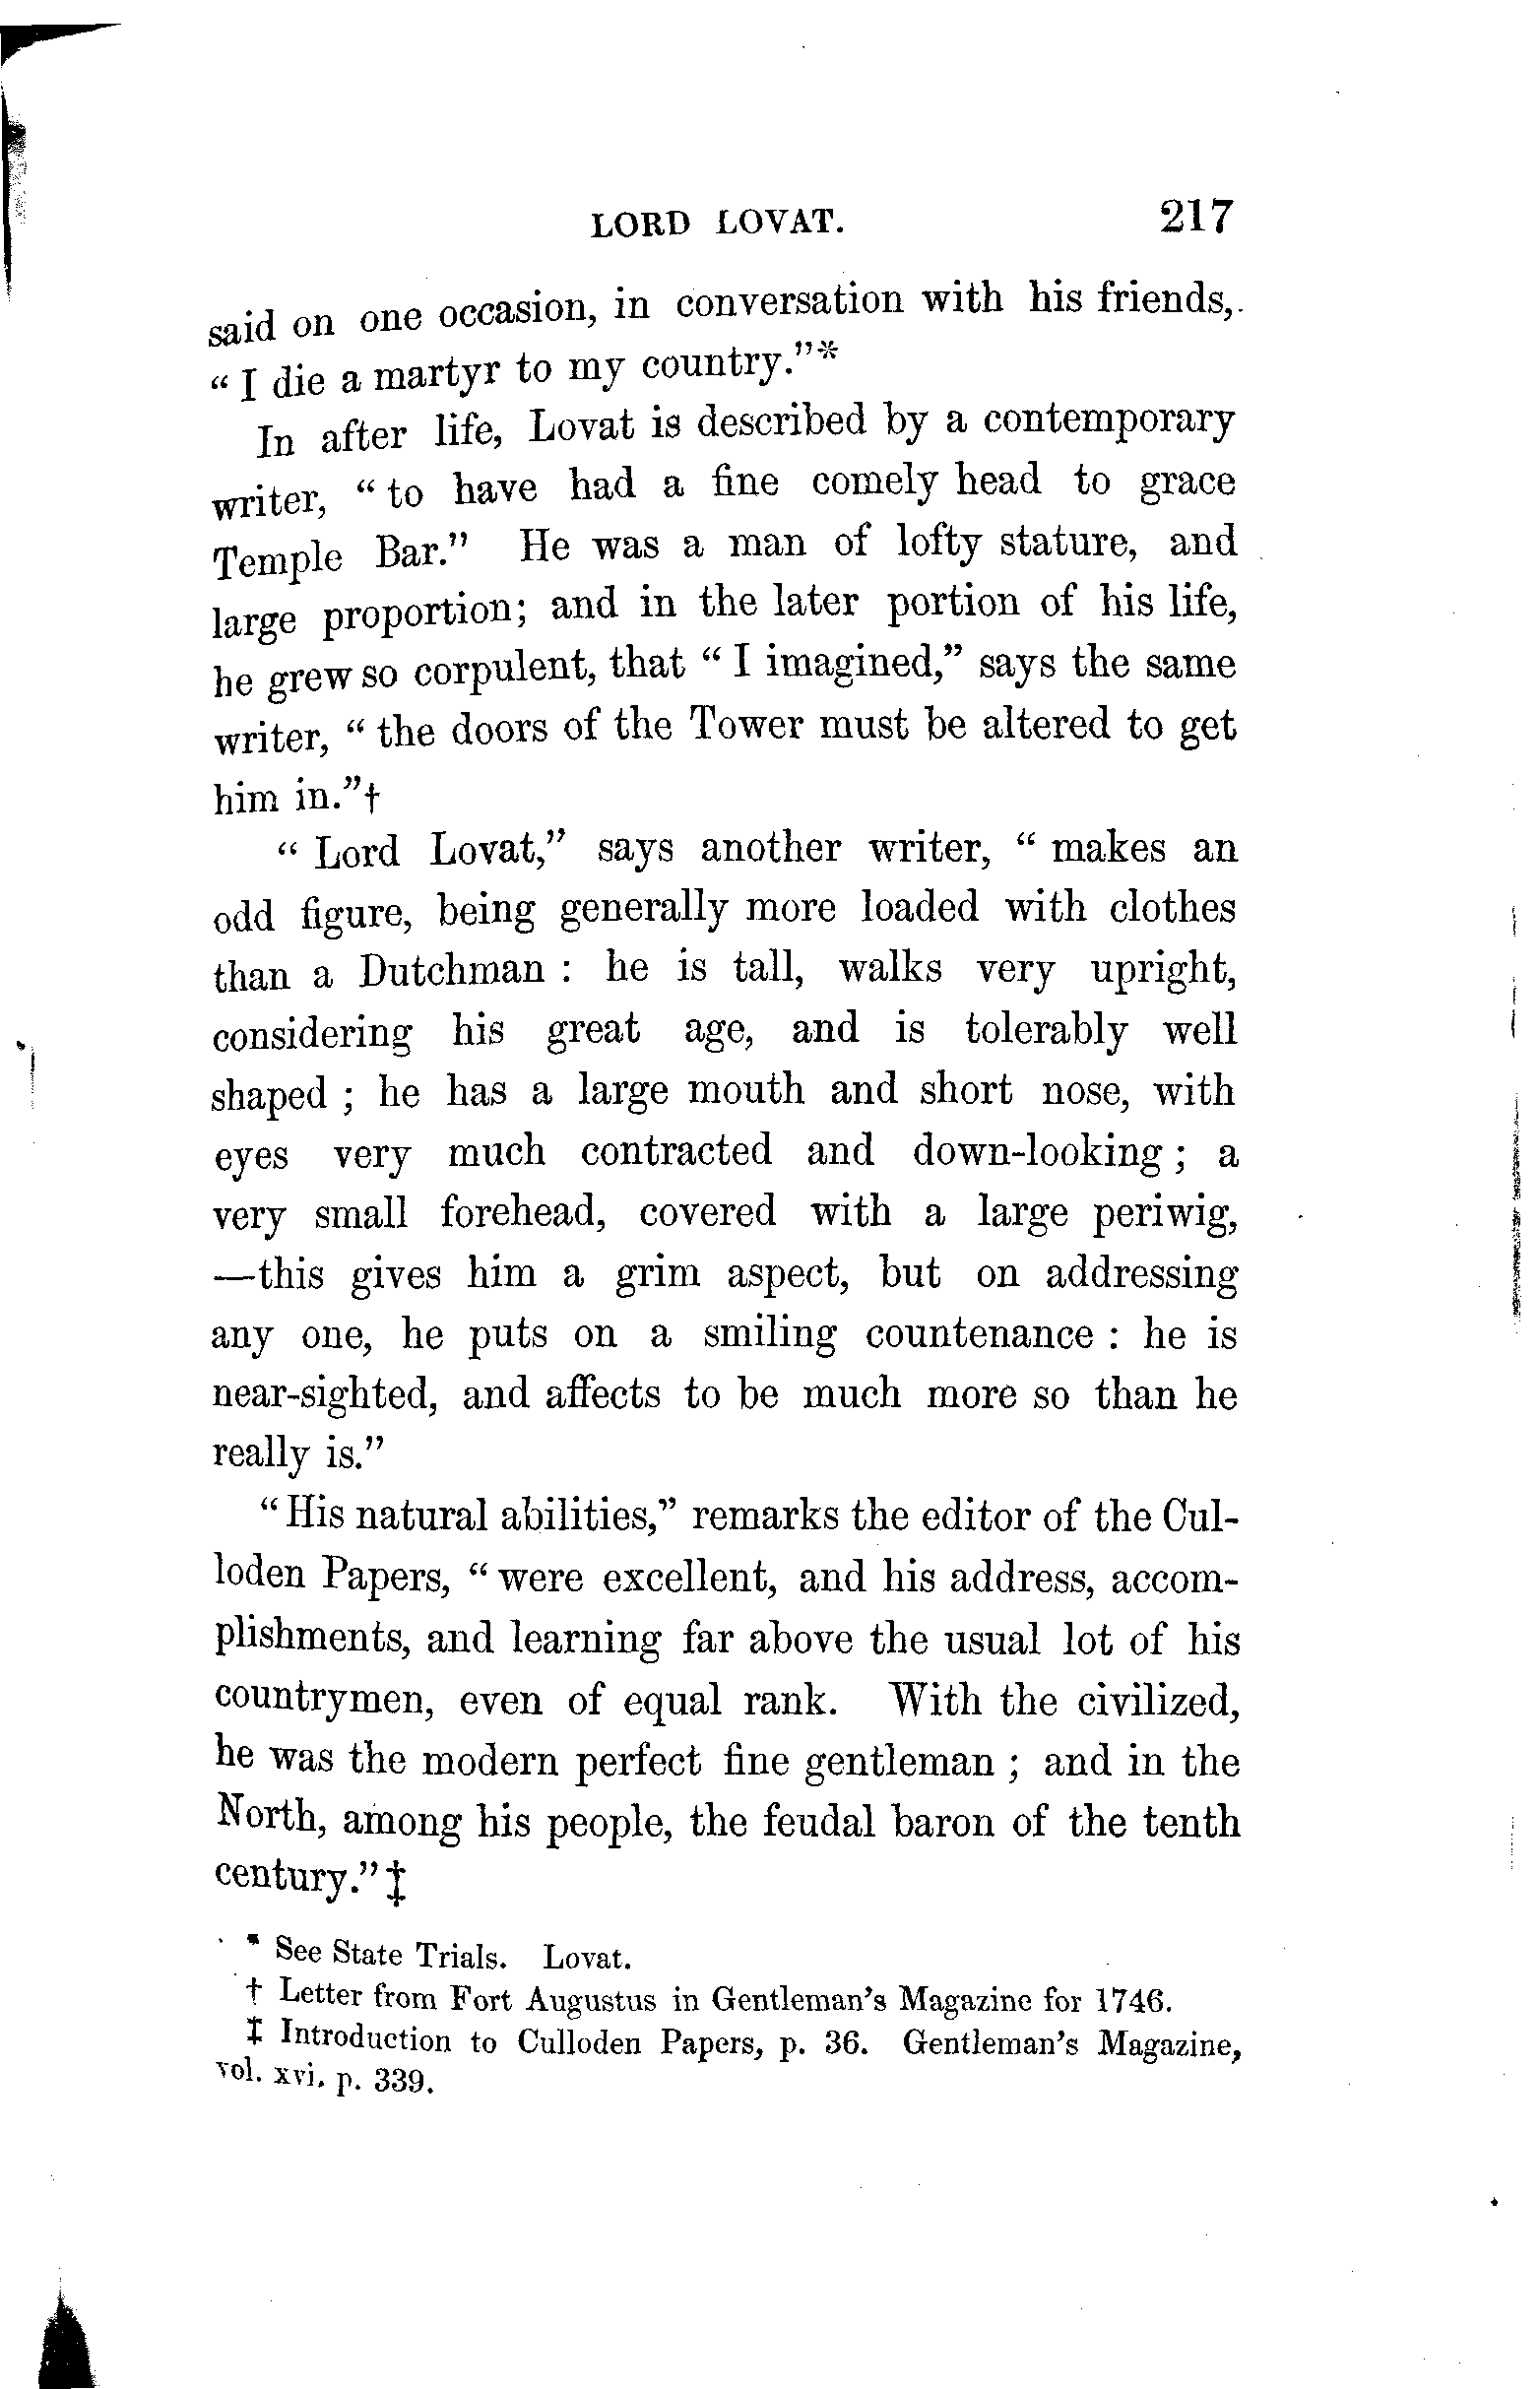 LORD LOVAT. 217
said on one occasion, in conversation with his friends,
“ I die a martyr to my country.”*
In after life, Lovat is described by a contemporary
writer, “ to have had a fine comely head to grace
Temple Bar.” He was a man of lofty stature, and
large proportion; and in the later portion of his life,
he grew so corpulent, that “ I imagined,” says the same
writer, “ the doors of the Tower must be altered to get
him in.”†
“ Lord Lovat,” says another writer, “ makes an
odd figure, being generally more loaded with clothes
than a Dutchman : he is tall, walks very upright,
considering his great age, and is tolerably well
shaped ; he has a large mouth and short nose, with
eyes very much contracted and down-looking ; a
very small forehead, covered with a large periwig,
—this gives him a grim aspect, but on addressing
any one, he puts on a smiling countenance : he is
near-sighted, and affects to be much more so than he
really is.”
“ His natural abilities,” remarks the editor of the Cul-
loden Papers, “ were excellent, and his address, accom-
plishments, and learning far above the usual lot of his
countrymen, even of equal rank. With the civilized,
he was the modern perfect fine gentleman ; and in the
North, among his people, the feudal baron of the tenth
century.” ‡
* See State Trials. Lovat.
† Letter from Fort Augustus in Gentleman’s Magazine for 1746.
‡ Introduction to Culloden Papers, p. 36. Gentleman’s Magazine,
vol. xvi. p. 339.